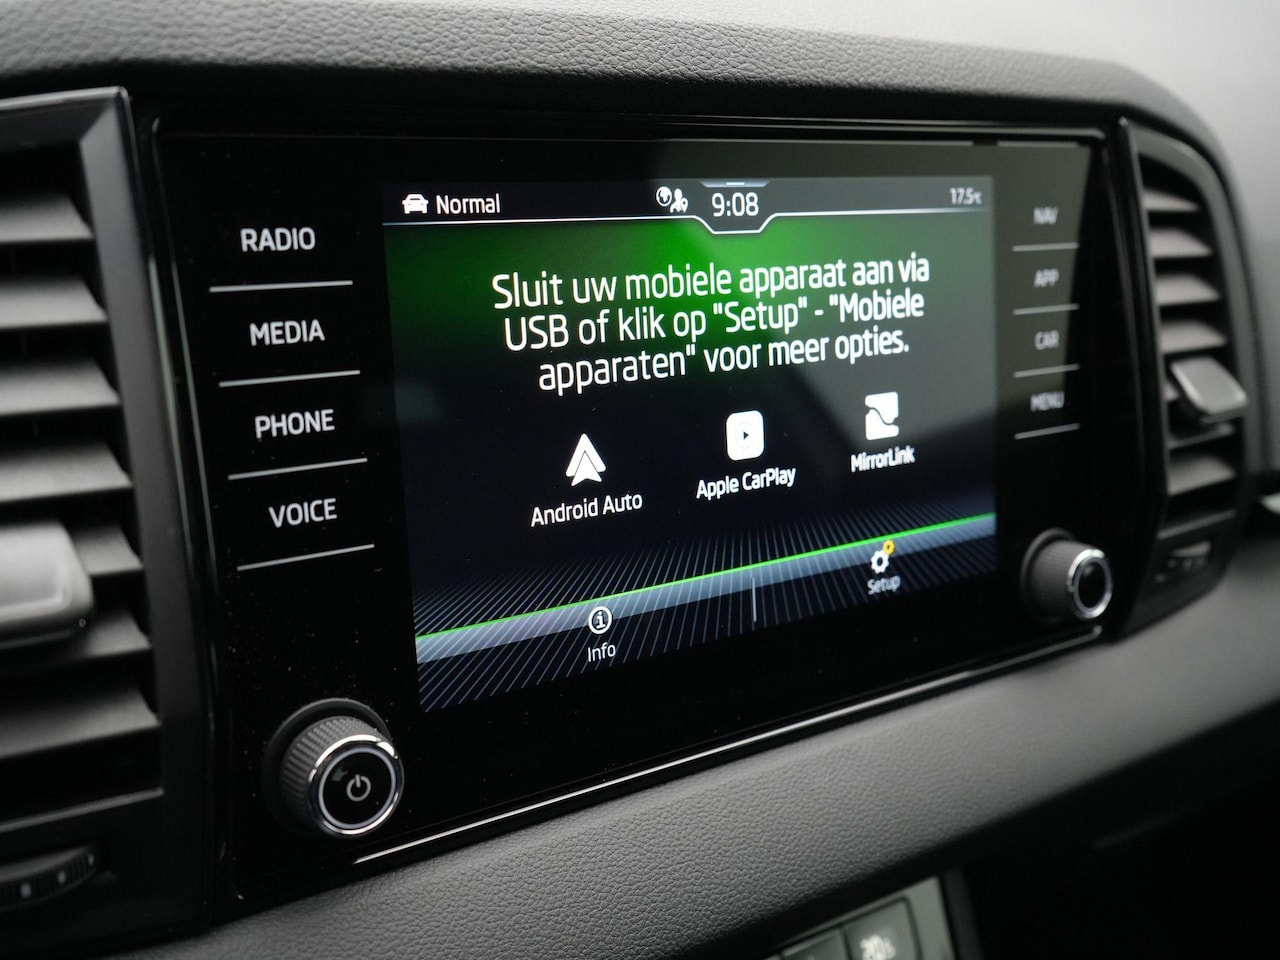 Normal
9:08
17.5°C
RADIO
MEDIA
PHONE
VOICE
Sluit uw mobiele apparaat aan via
USB of klik op "Setup" - "Mobiele
apparaten" voor meer opties.
Android Auto
Apple CarPlay
MirrorLink
Info
Setup
NAV
APP
CAR
MENU